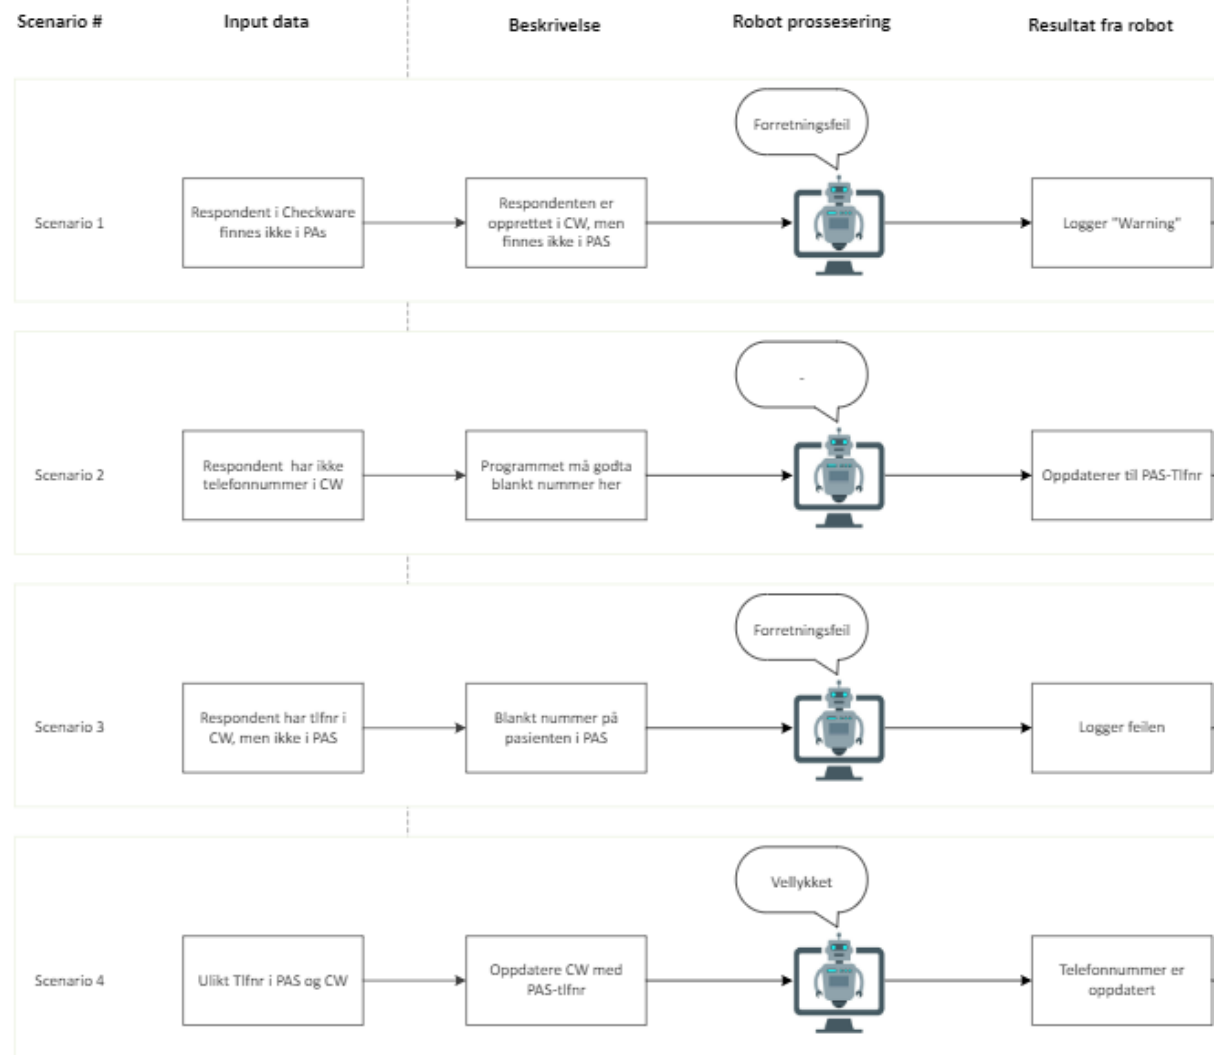 Scenario #
Input data
Beskrivelse
Robot prossesering
Resultat fra robot
Scenario 1
Respondent i Checkware
finnes ikke i PAs
Respondenten er
opprettet i CW, men
finnes ikke i PAS
Forretningsfeil
Logger "Warning"
Scenario 2
Respondent har ikke
telefonnummer i CW
Programmet må godta
blankt nummer her
-
Oppdaterer til PAS-Tlfnr
Scenario 3
Respondent har tlfnr i
CW, men ikke i PAS
Blankt nummer på
pasienten i PAS
Forretningsfeil
Logger feilen
Scenario 4
Ulikt Tlfnr i PAS og CW
Oppdatere CW med
PAS-tlfnr
Vellykket
Telefonnummer er
oppdatert